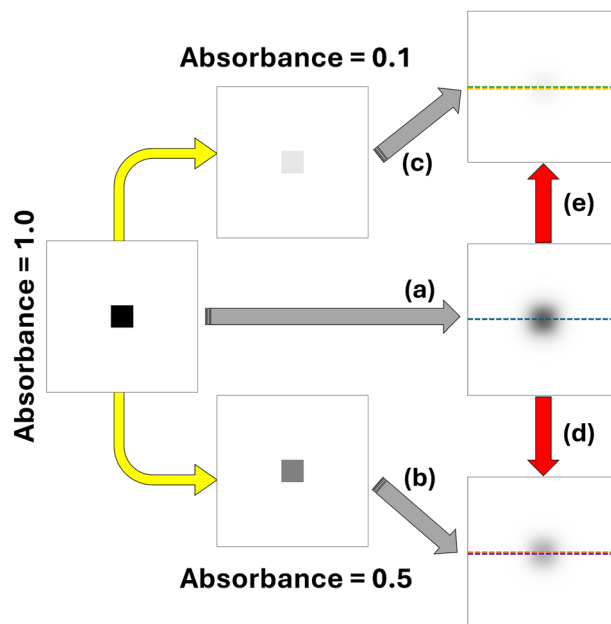 Absorbance = 0.1
(c)
(e)
Absorbance = 1.0
(a)
(d)
(b)
Absorbance = 0.5